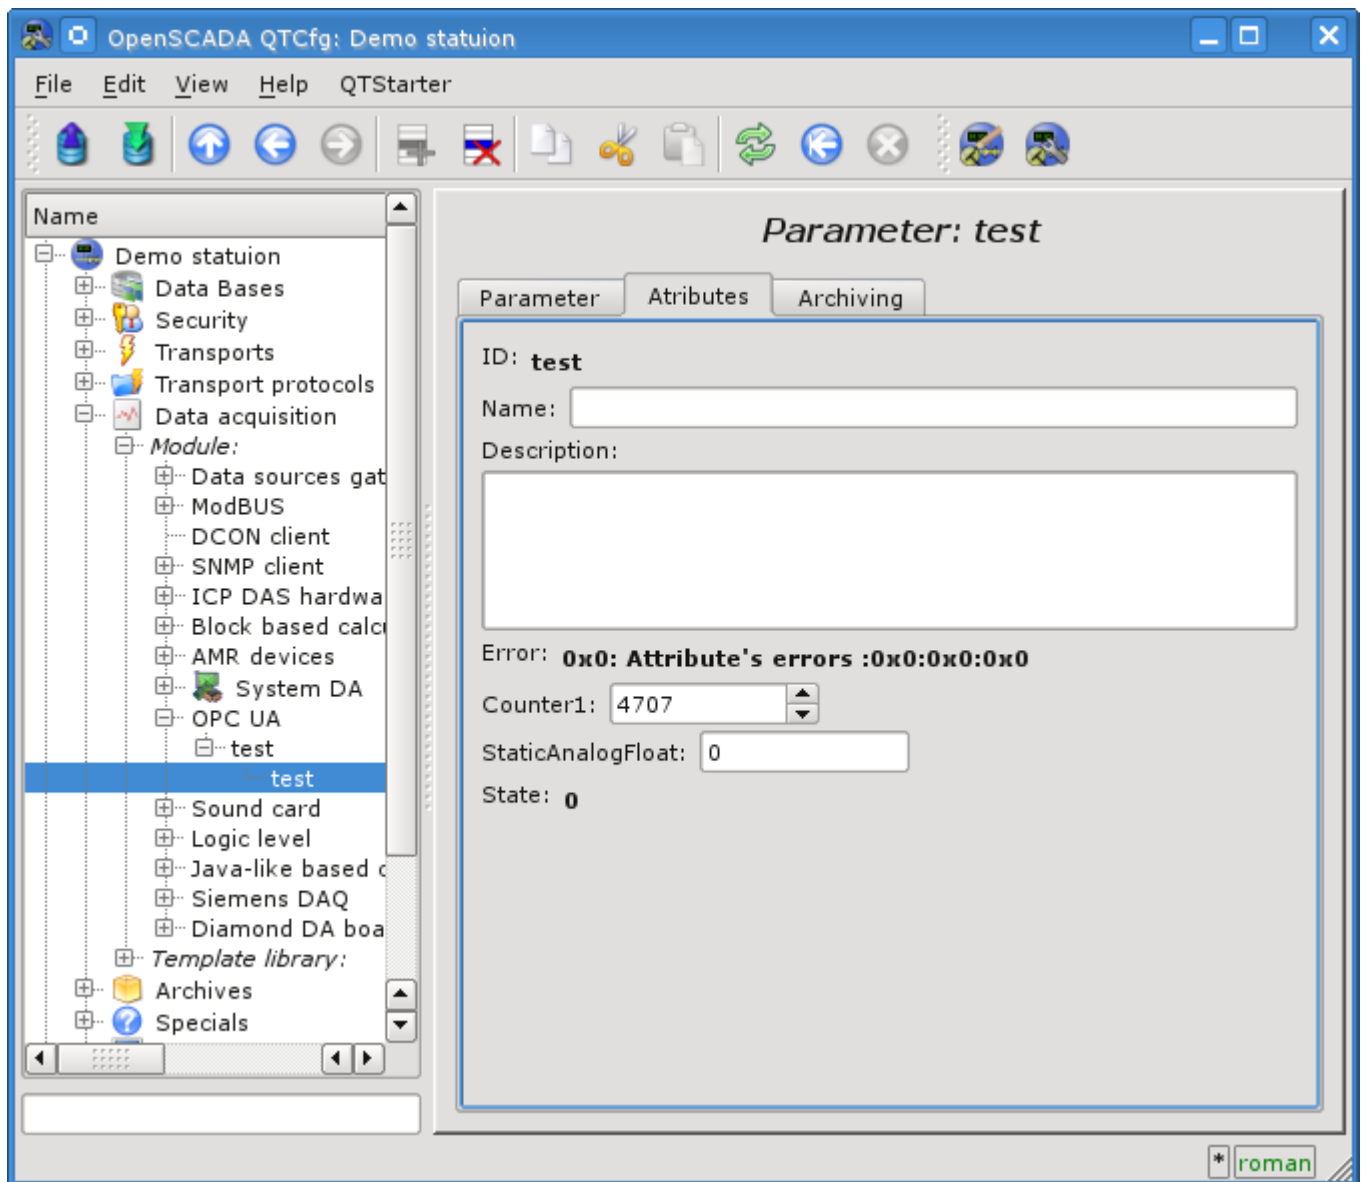 OpenSCADA QTCfg: Demo statuion
File Edit View Help QTStarter
Name
Demo statuion
Data Bases
Security
Transports
Transport protocols
Data acquisition
Module:
Data sources gat
ModBUS
DCON client
SNMP client
ICP DAS hardwa
Block based calcu
AMR devices
System DA
OPC UA
test
test
Sound card
Logic level
Java-like based c
Siemens DAQ
Diamond DA boa
Template library:
Archives
Specials
Parameter: test
Parameter Atributes Archiving
ID: test
Name:
Description:
Error: 0x0: Attribute's errors :0x0:0x0:0x0
Counter1: 4707
StaticAnalogFloat: 0
State: 0
* roman